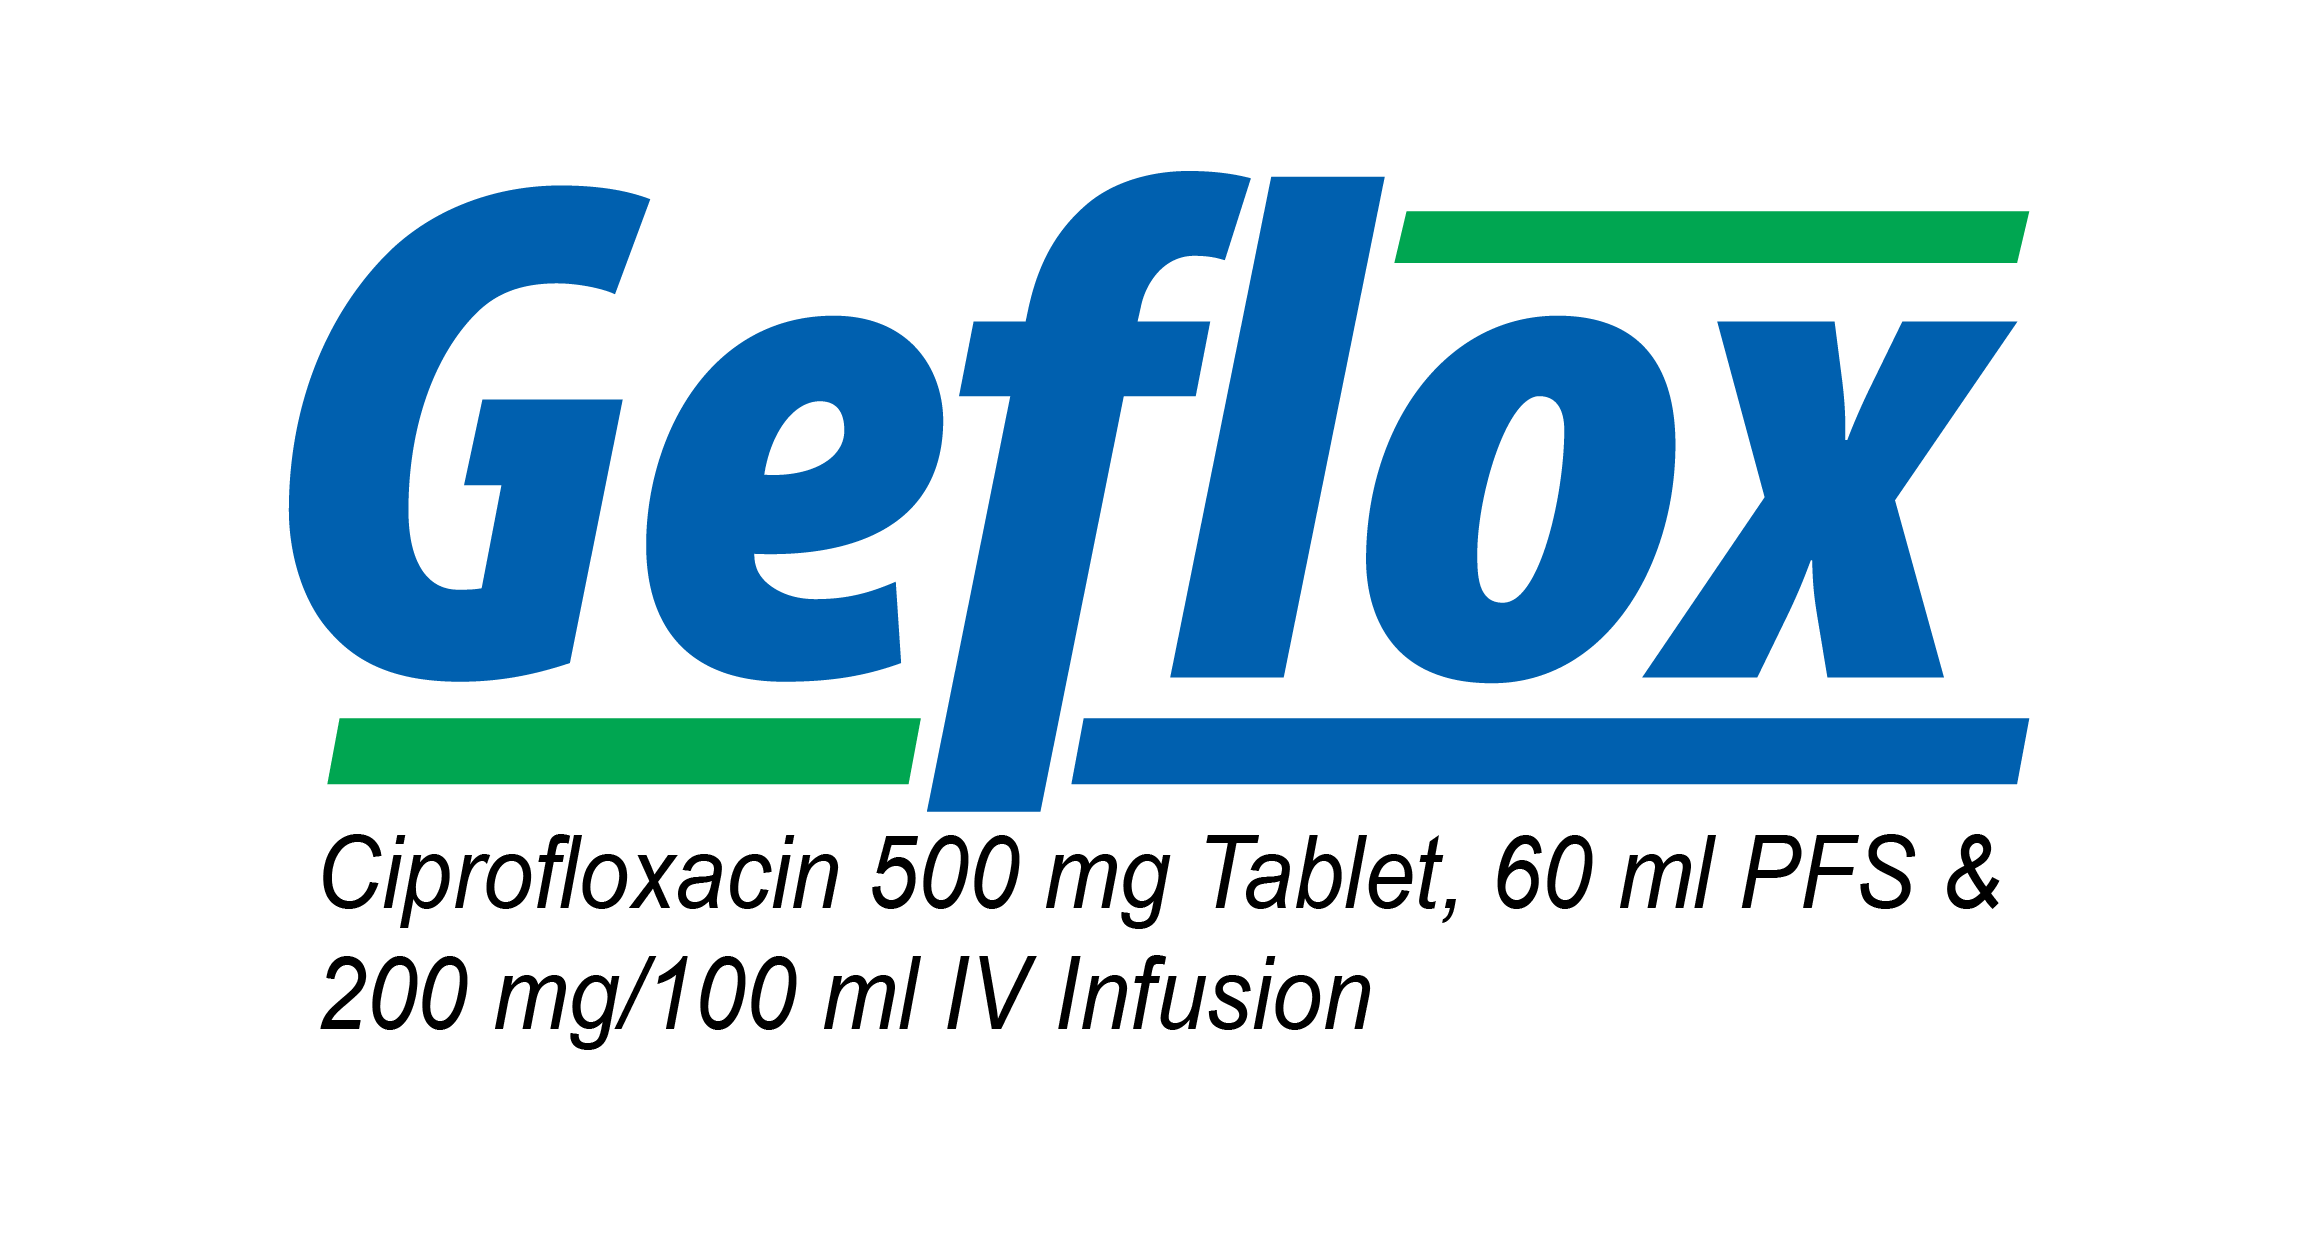 Geflox
Ciprofloxacin 500 mg Tablet, 60 ml PFS &
200 mg/100 ml IV Infusion